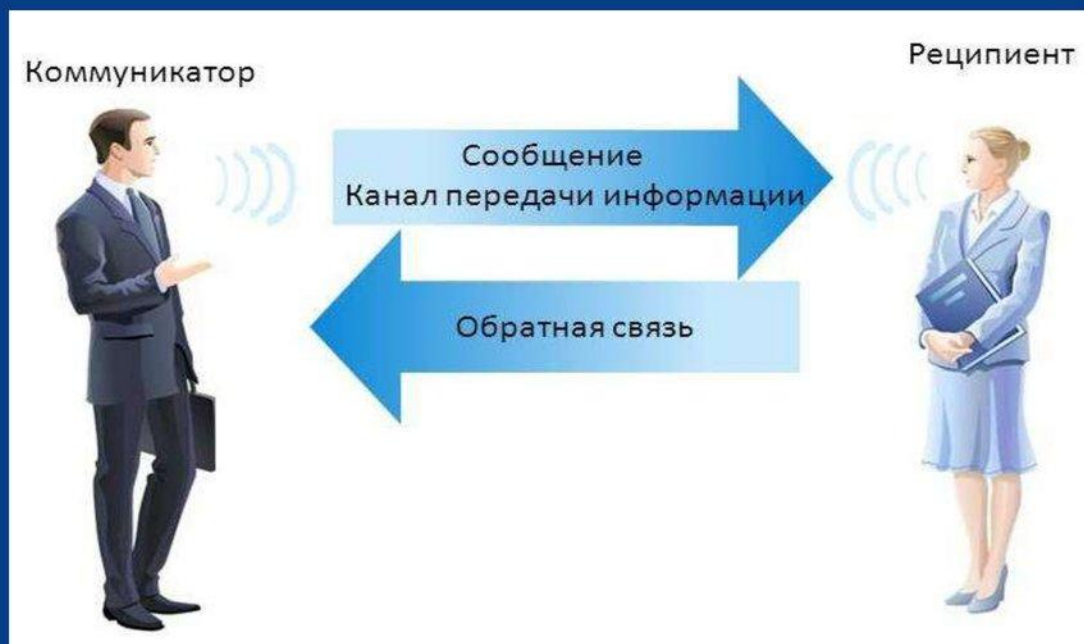 Коммуникатор
Реципиент
Сообщение
Канал передачи информации
Обратная связь